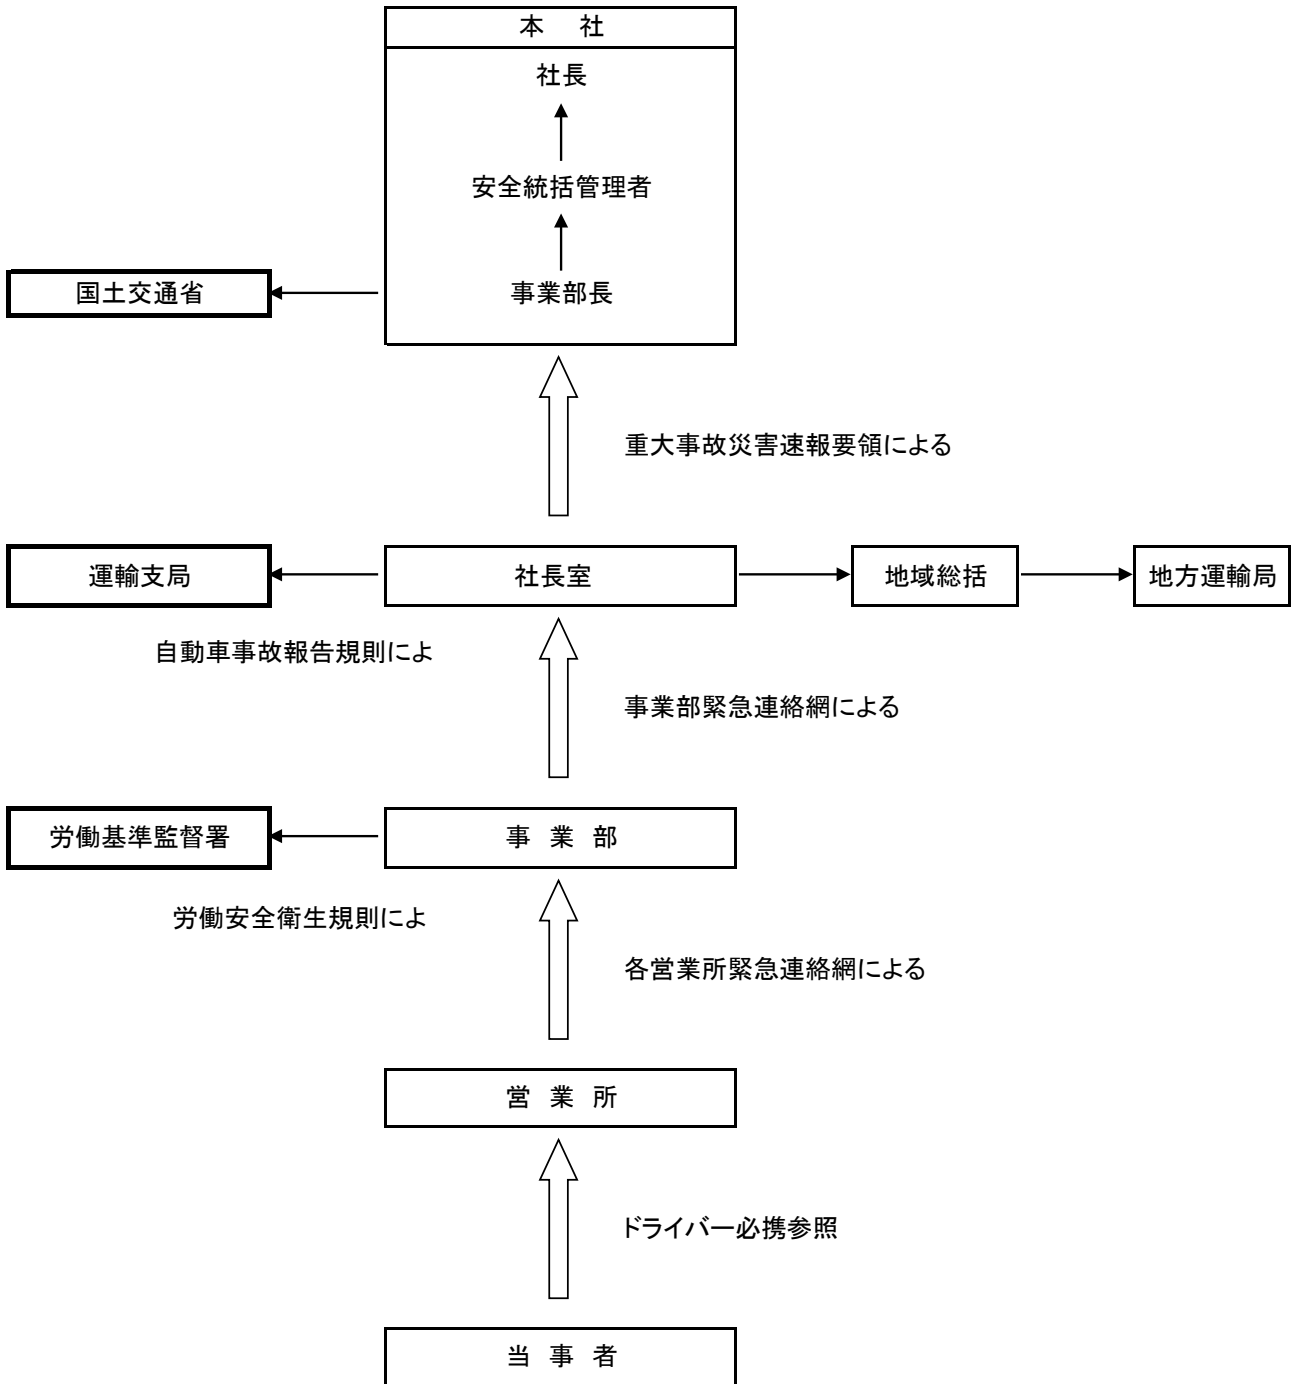 本 社
社長
安全統括管理者
国土交通省
事業部長
重大事故災害速報要領による
運輸支局
社長室
地域総括
地方運輸局
自動車事故報告規則によ
事業部緊急連絡網による
労働基準監督署
事 業 部
労働安全衛生規則によ
各営業所緊急連絡網による
営 業 所
ドライバー必携参照
当 事 者